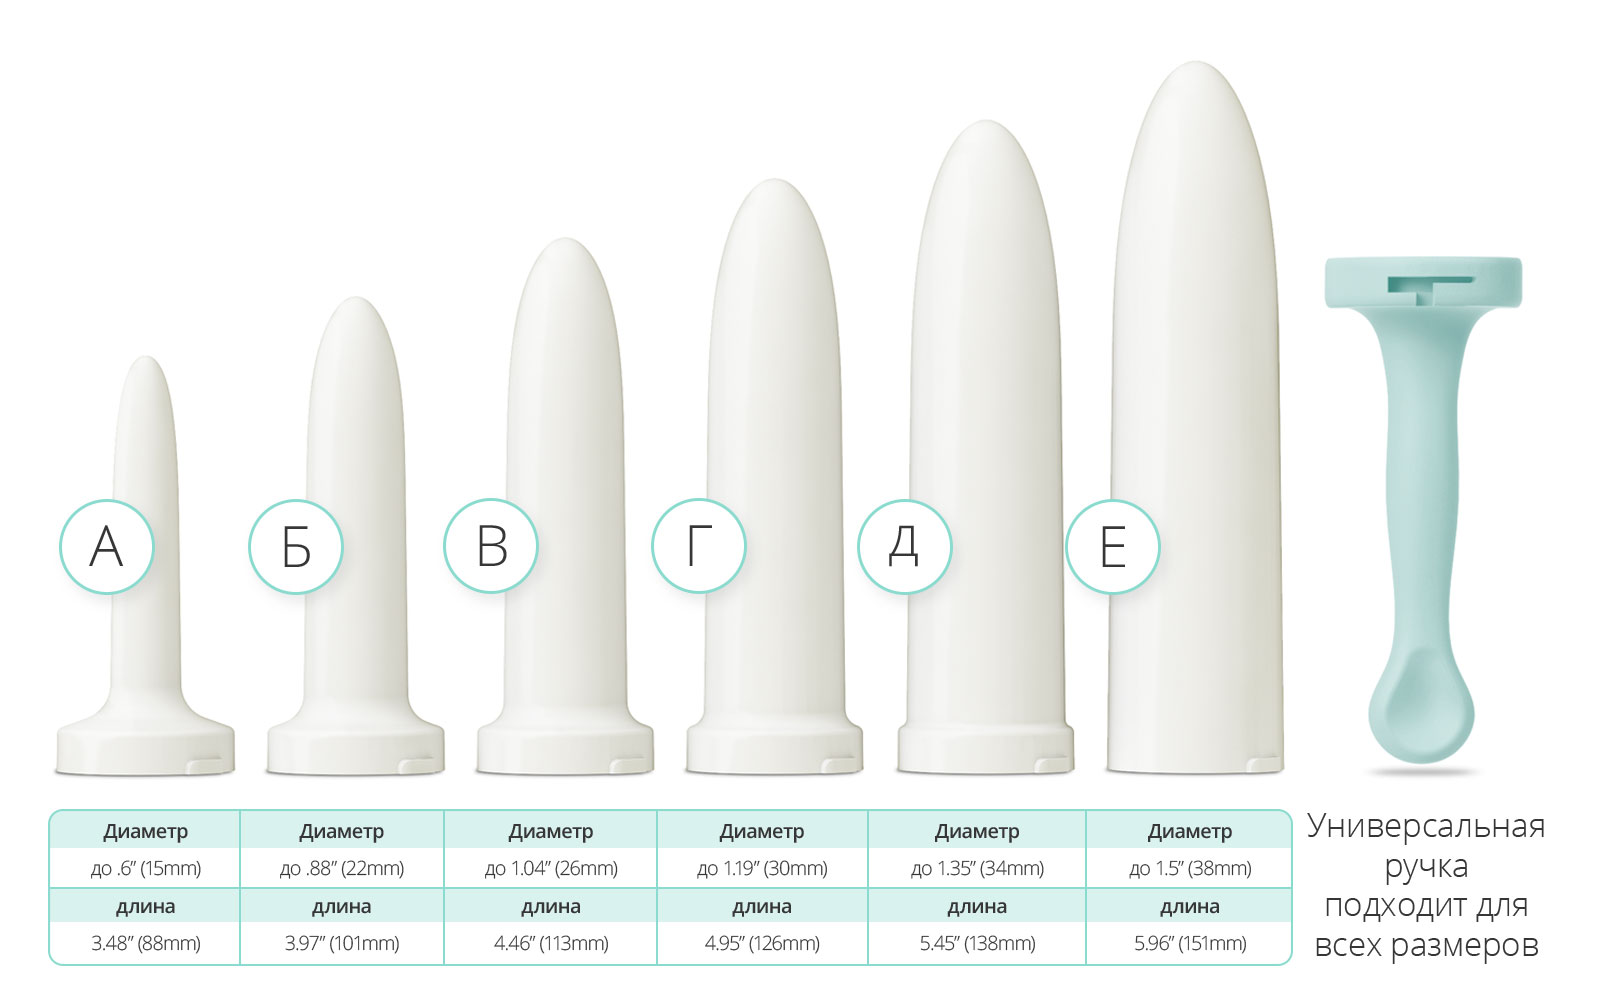 А
Б
В
Г
Д
Е
Диаметр Диаметр Диаметр Диаметр Диаметр Диаметр
до .6” (15mm) до .88” (22mm) до 1.04” (26mm) до 1.19” (30mm) до 1.35” (34mm) до 1.5” (38mm)
длина длина длина длина длина длина
3.48” (88mm) 3.97” (101mm) 4.46” (113mm) 4.95” (126mm) 5.45” (138mm) 5.96” (151mm)
Универсальная
ручка
подходит для
всех размеров